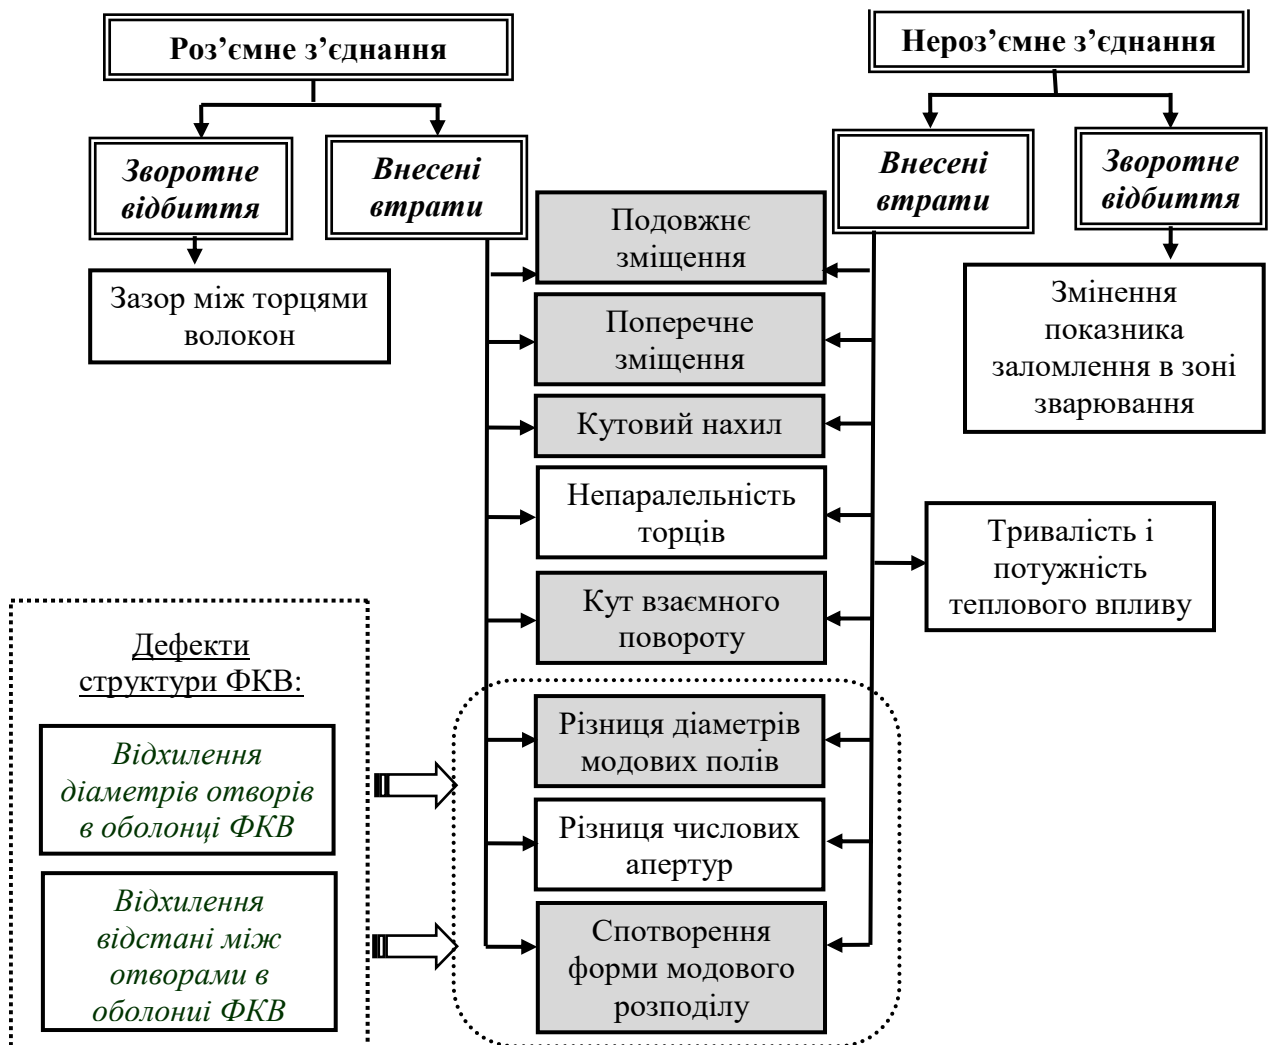 Роз’ємне з’єднання
Нероз’ємне з’єднання
Зворотне
відбиття
Внесені
втрати
Внесені
втрати
Зворотне
відбиття
Зазор між торцями
волокон
Подовжнє
зміщення
Поперечне
зміщення
Кутовий нахил
Непаралельність
торців
Кут взаємного
повороту
Різниця діаметрів
модових полів
Різниця числових
апертур
Спотворення
форми модового
розподілу
Змінення
показника
заломлення в зоні
зварювання
Тривалість і
потужність
теплового впливу
Дефекти
структури ФКВ:
Відхилення
діаметрів отворів
в оболонці ФКВ
Відхилення
відстані між
отворами в
оболонці ФКВ